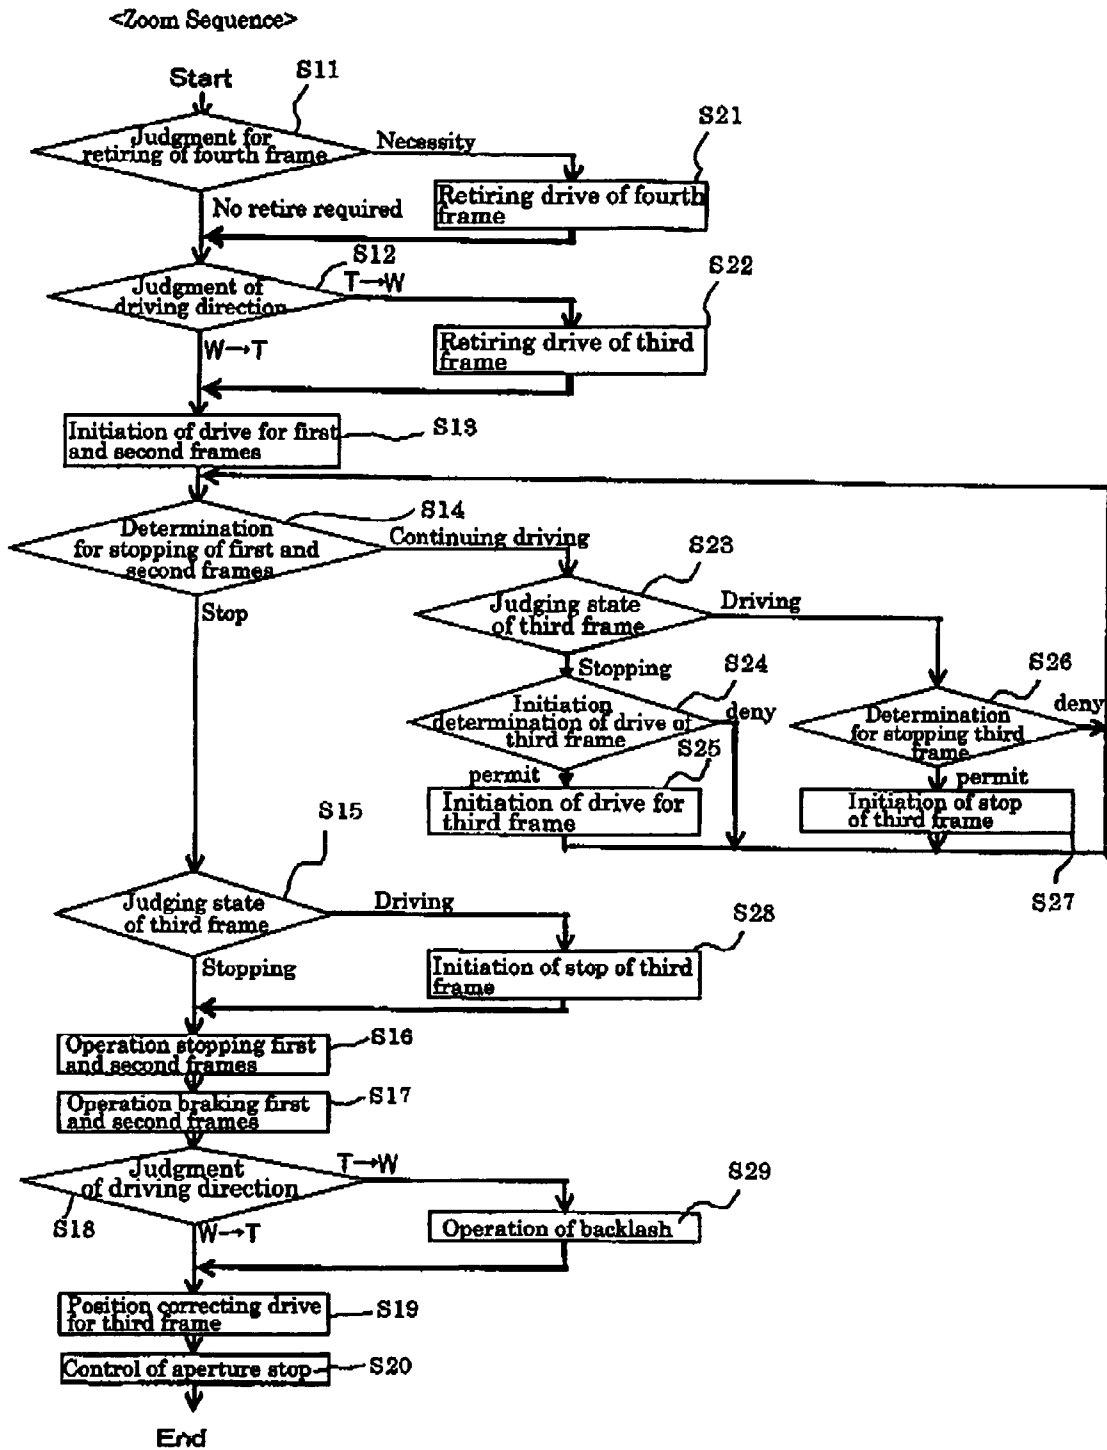 <Zoom Sequence>
Start
S11
Judgment for
retiring of fourth frame
Necessity
S21
Retiring drive of fourth
frame
No retire required
S12
Judgment of
driving direction
T→W
S22
Retiring drive of third
frame
W→T
Initiation of drive for first
and second frames
S13
S14
Determination
for stopping of first and
second frames
Continuing driving
Stop
S23
Judging state
of third frame
Driving
Stopping
S24
Initiation
determination of drive of
third frame
deny
S25
permit
Initiation of drive for
third frame
S26
Determination
for stopping third
frame
deny
permit
Initiation of stop
of third frame
S27
S15
Judging state
of third frame
Driving
S28
Initiation of stop of third
frame
Stopping
Operation stopping first
and second frames
S16
Operation braking first
and second frames
S17
Judgment
of driving direction
T→W
S18
S29
Operation of backlash
W→T
Position correcting drive
for third frame
S19
Control of aperture stop
S20
End